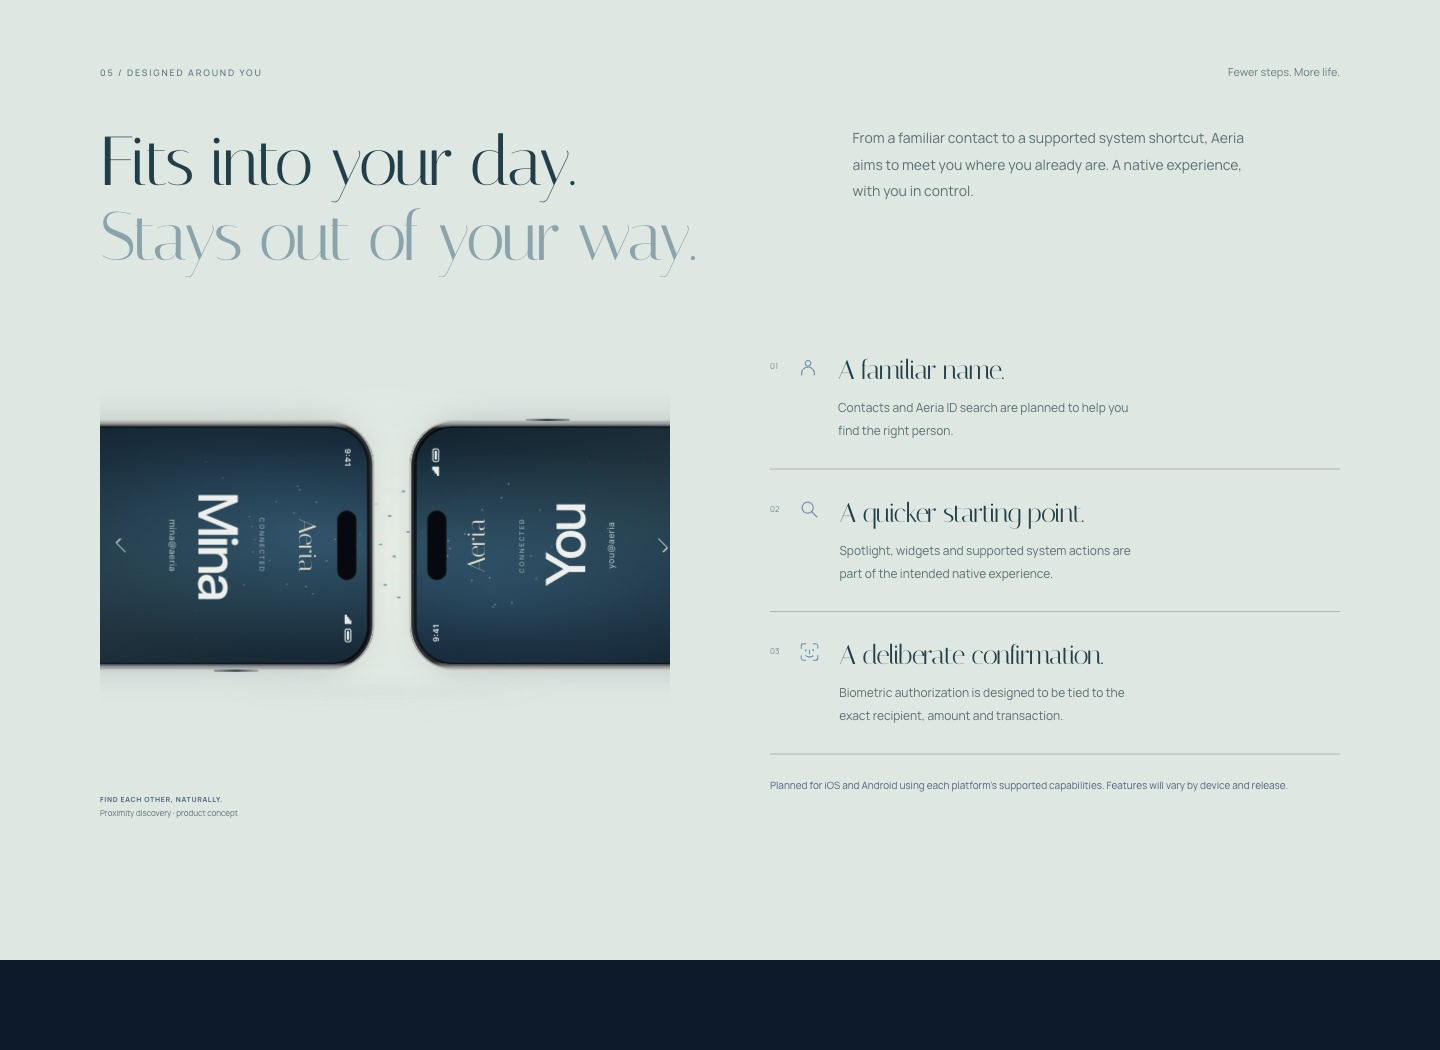 05 / DESIGNED AROUND YOU
Fewer steps. More life.
Fits into your day.
Stays out of your way.
From a familiar contact to a supported system shortcut, Aeria
aims to meet you where you already are. A native experience,
with you in control.
9:41
Aeria
CONNECTED
Mina
mina@aeria
9:41
Aeria
CONNECTED
You
you@aeria
FIND EACH OTHER, NATURALLY.
Proximity discovery · product concept
01
A familiar name.
Contacts and Aeria ID search are planned to help you
find the right person.
02
A quicker starting point.
Spotlight, widgets and supported system actions are
part of the intended native experience.
03
A deliberate confirmation.
Biometric authorization is designed to be tied to the
exact recipient, amount and transaction.
Planned for iOS and Android using each platform's supported capabilities. Features will vary by device and release.